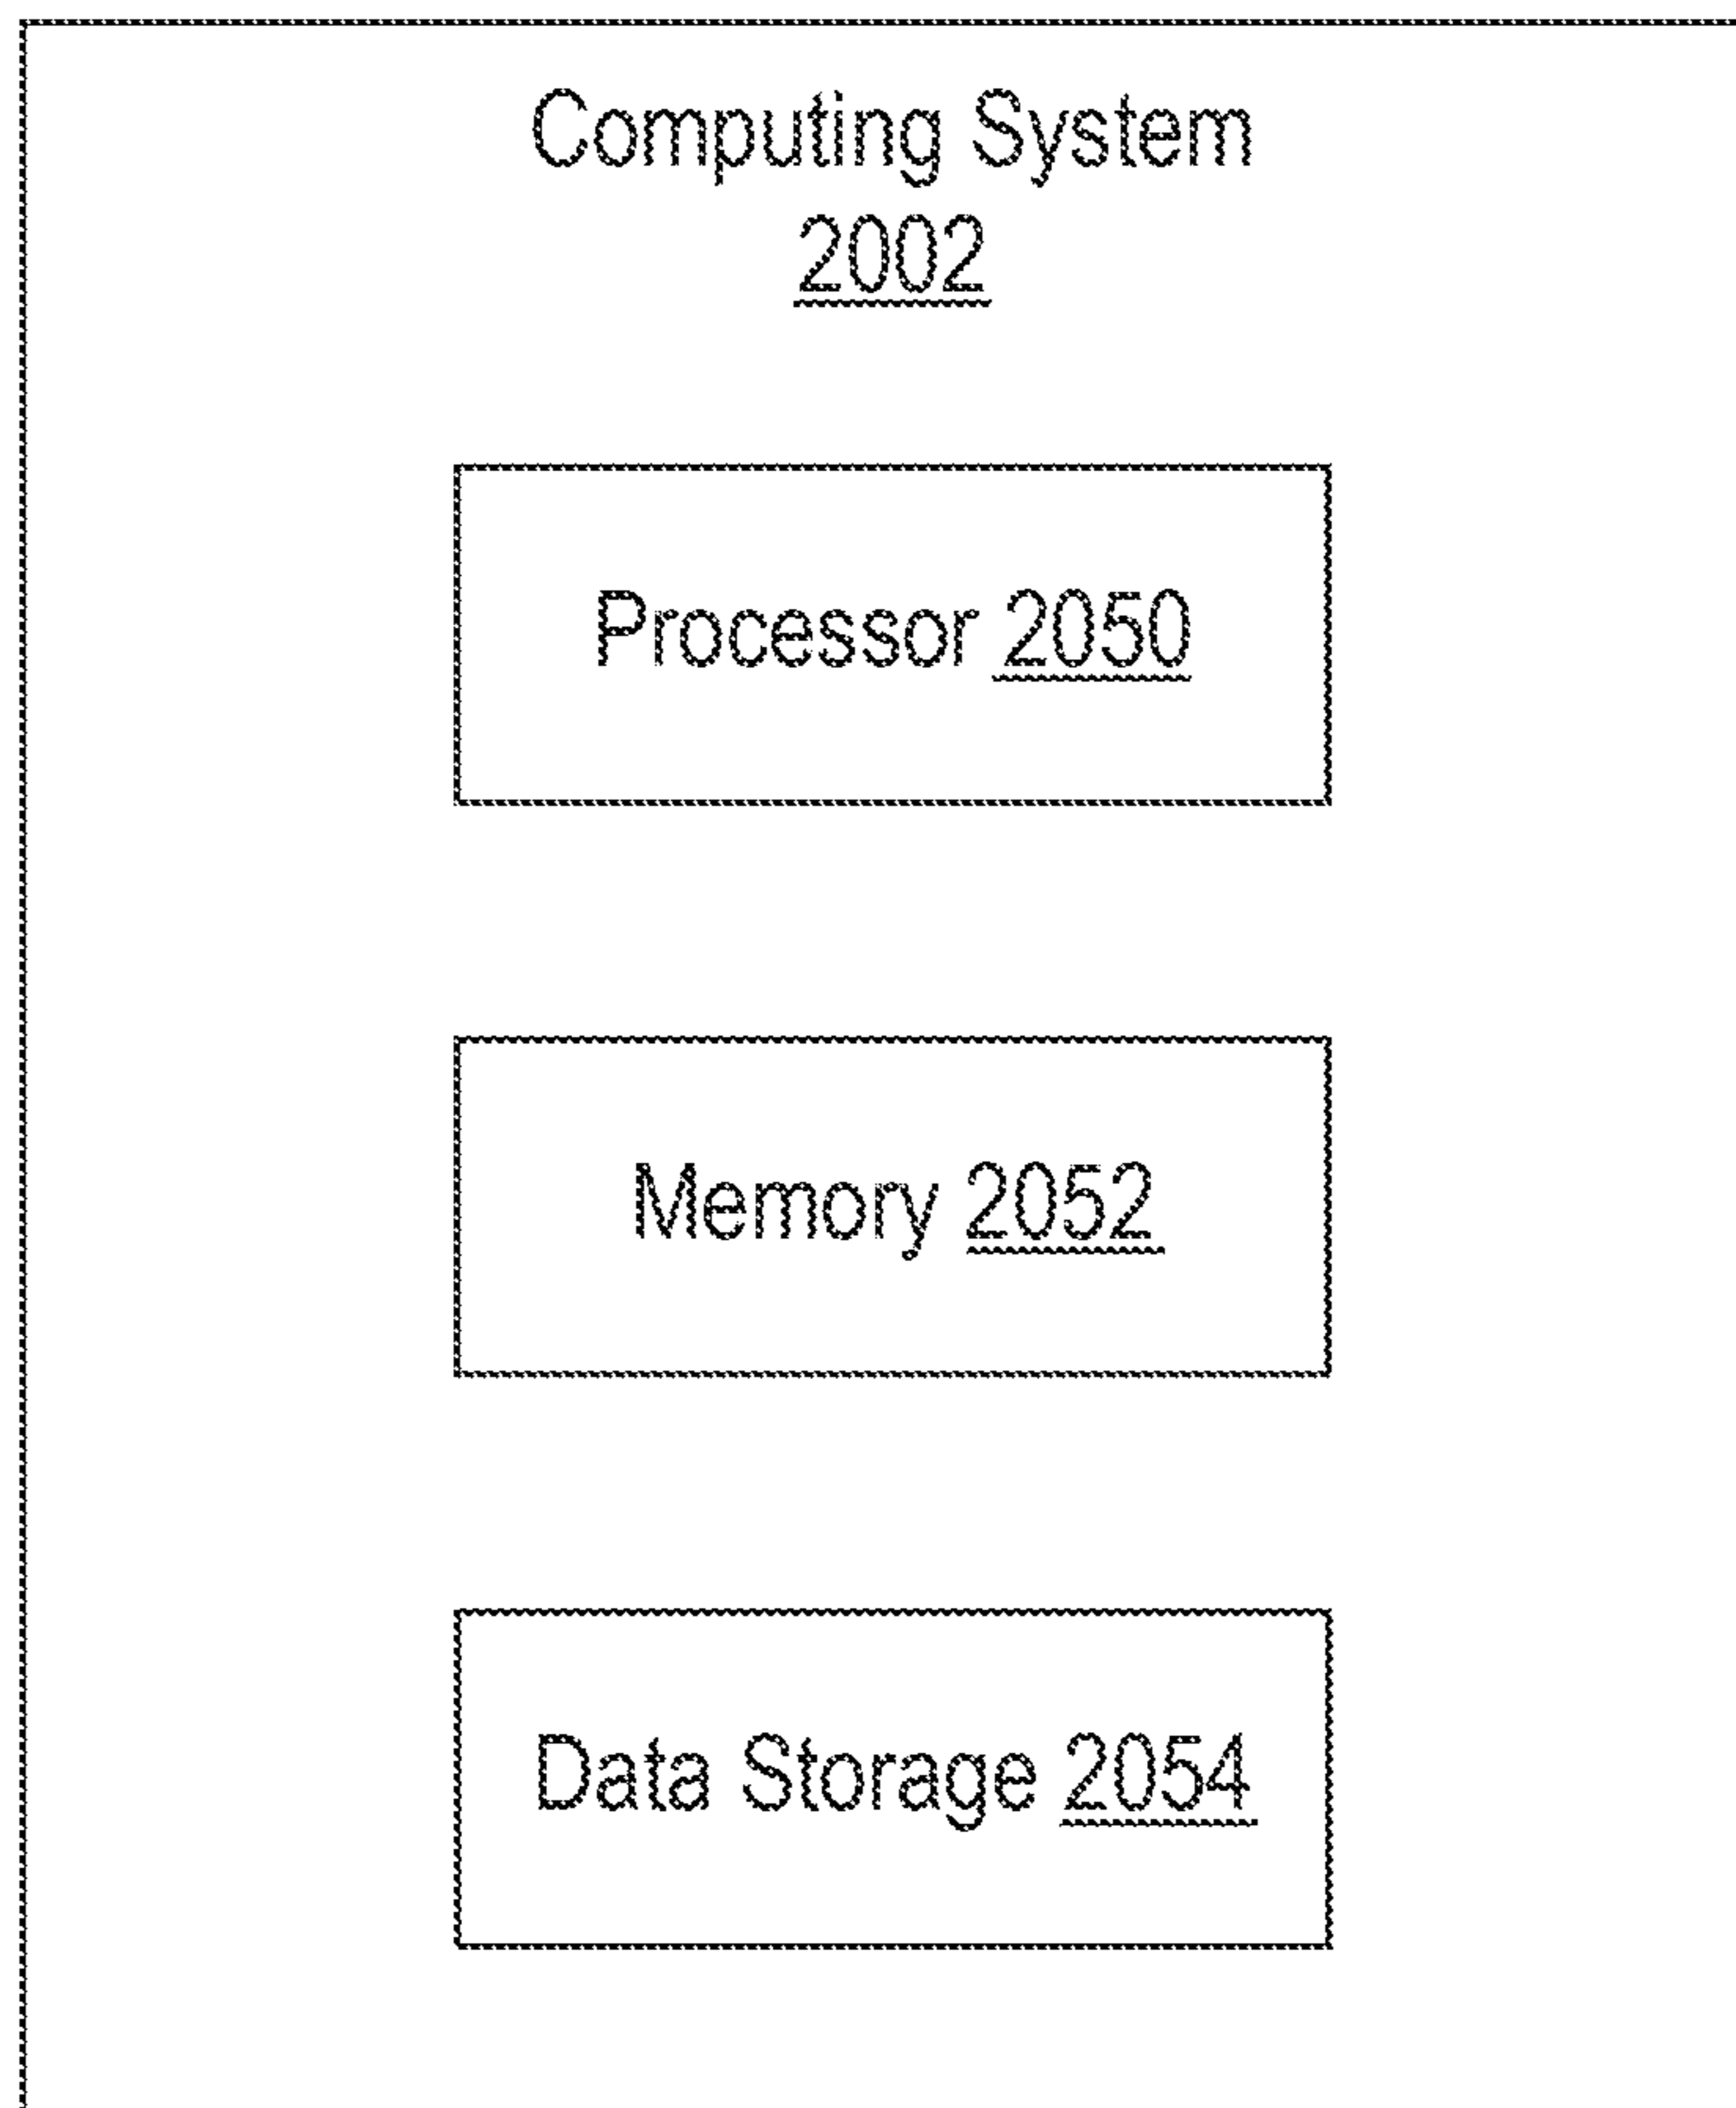 Computing System
2002
Processor 2050
Memory 2052
Data Storage 2054